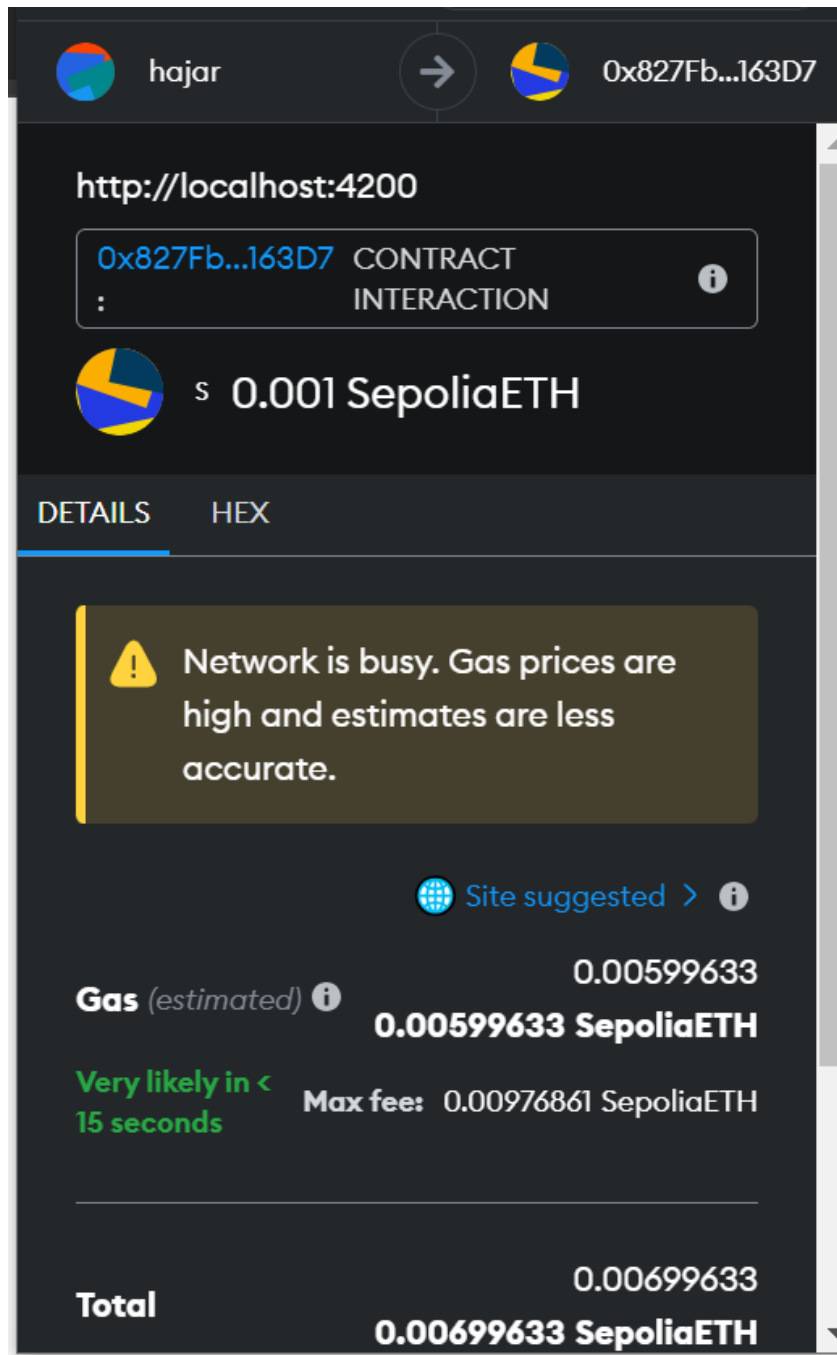 hajar 0x827Fb...163D7
http://localhost:4200
0x827Fb...163D7 CONTRACT
: INTERACTION
S 0.001 SepoliaETH
DETAILS HEX
Network is busy. Gas prices are
high and estimates are less
accurate.
Site suggested >
0.00599633
Gas (estimated)
0.00599633 SepoliaETH
Very likely in <
15 seconds
Max fee: 0.00976861 SepoliaETH
0.00699633
Total
0.00699633 SepoliaETH